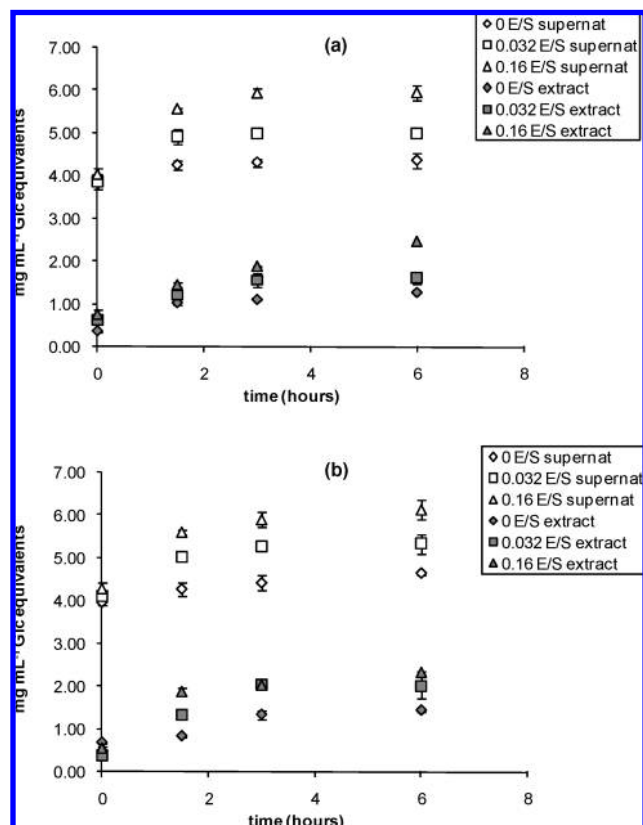 (a)
0 E/S supernat
0.032 E/S supernat
0.16 E/S supernat
0 E/S extract
0.032 E/S extract
0.16 E/S extract
mg mL⁻¹ Glc equivalents
7.00
6.00
5.00
4.00
3.00
2.00
1.00
0.00
0 2 4 6 8
time (hours)
(b)
0 E/S supernat
0.032 E/S supernat
0.16 E/S supernat
0 E/S extract
0.032 E/S extract
0.16 E/S extract
mg mL⁻¹ Glc equivalents
7.00
6.00
5.00
4.00
3.00
2.00
1.00
0.00
0 2 4 6 8
time (hours)